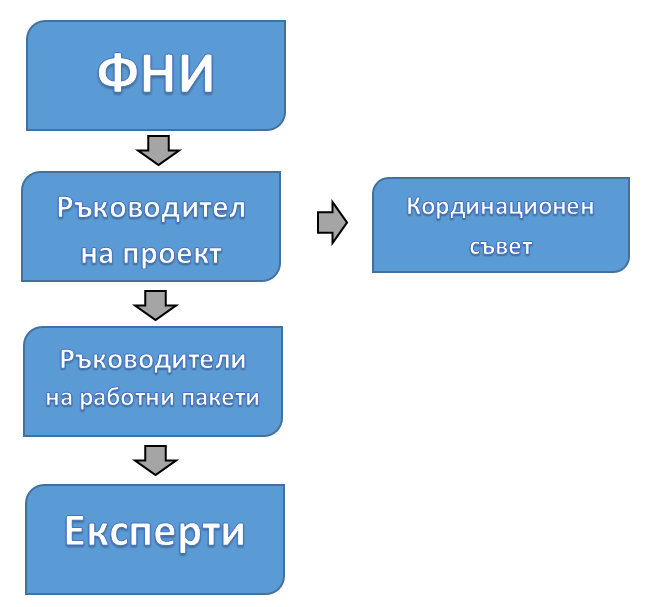 ФНИ
Ръководител
на проект
Кординационен
съвет
Ръководители
на работни пакети
Експерти